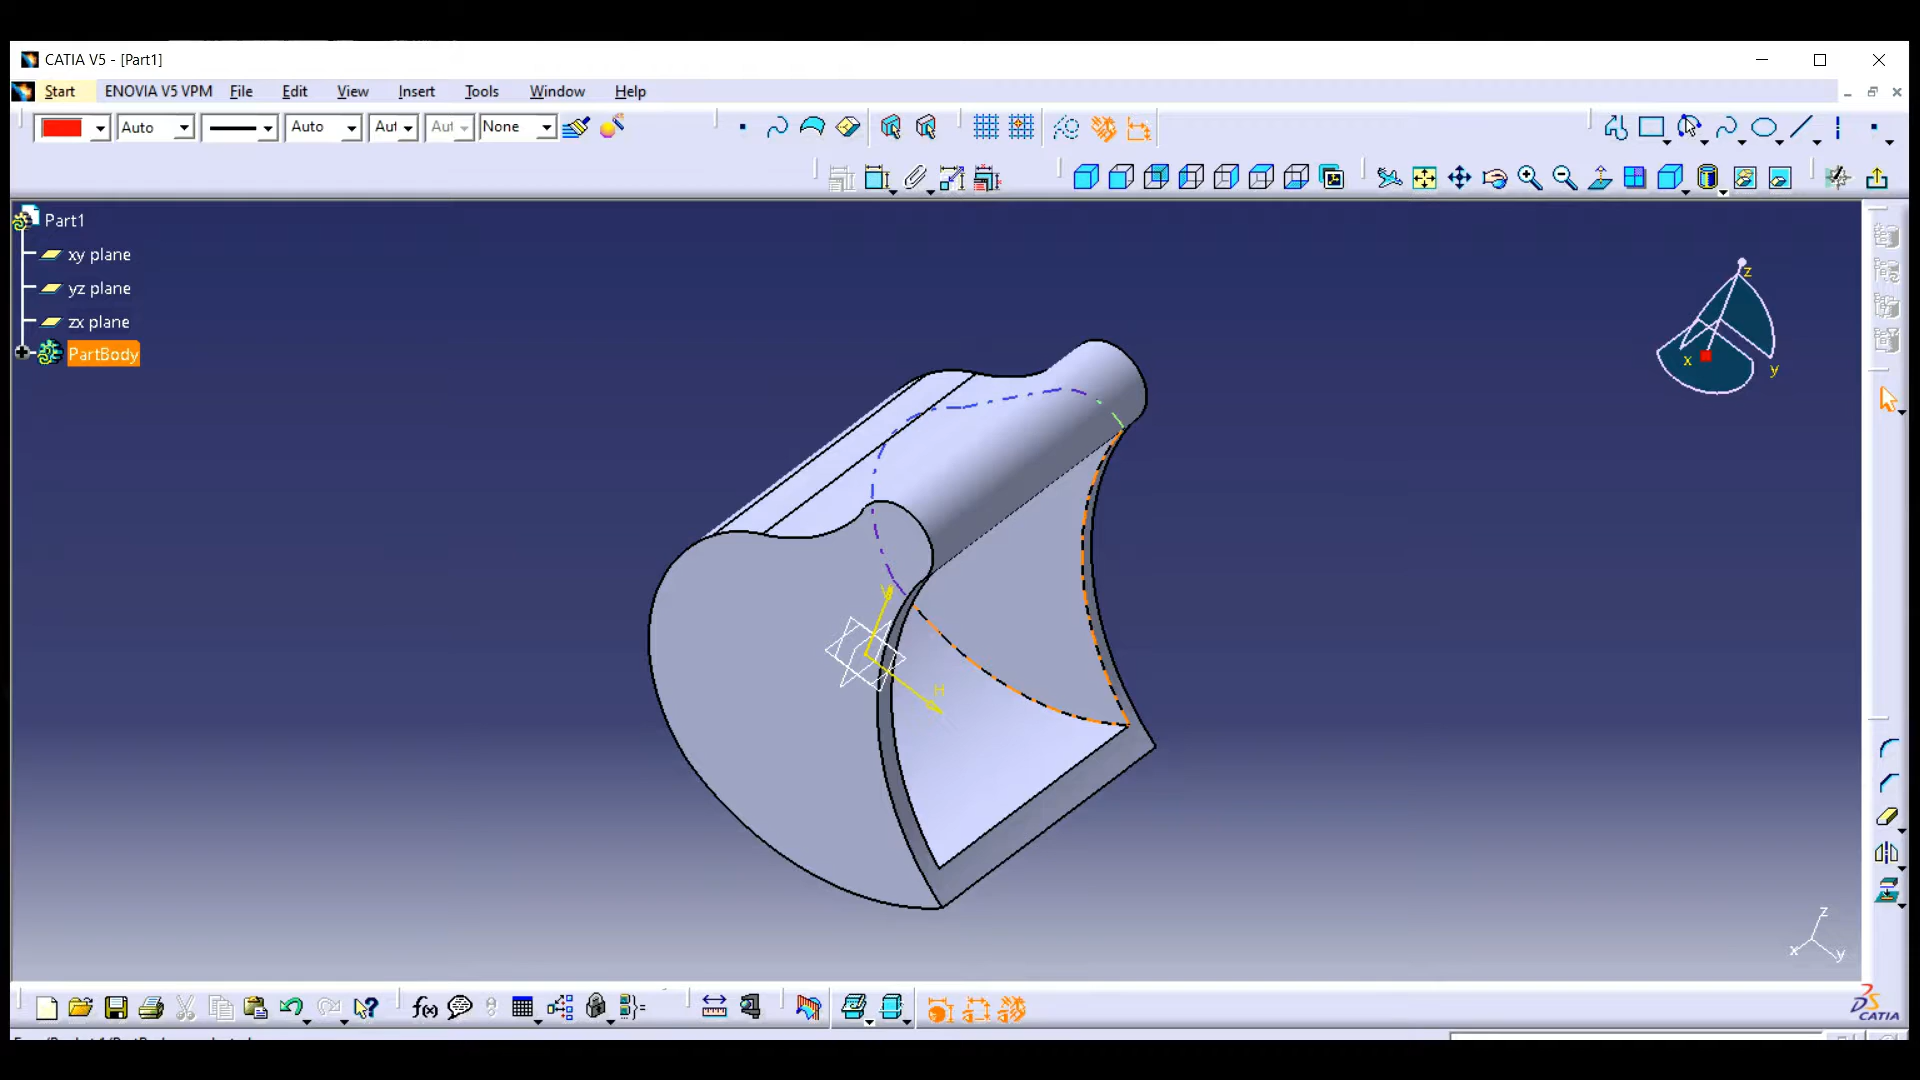 CATIA V5 - [Part1]
Start ENOVIA V5 VPM File Edit View Insert Tools Window Help
Auto Auto Aut Aut None
Part1
xy plane
yz plane
zx plane
PartBody
z
x
y
V
H
z
x
y
f(x)
CATIA